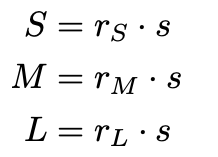 S = r_S · s
M = r_M · s
L = r_L · s